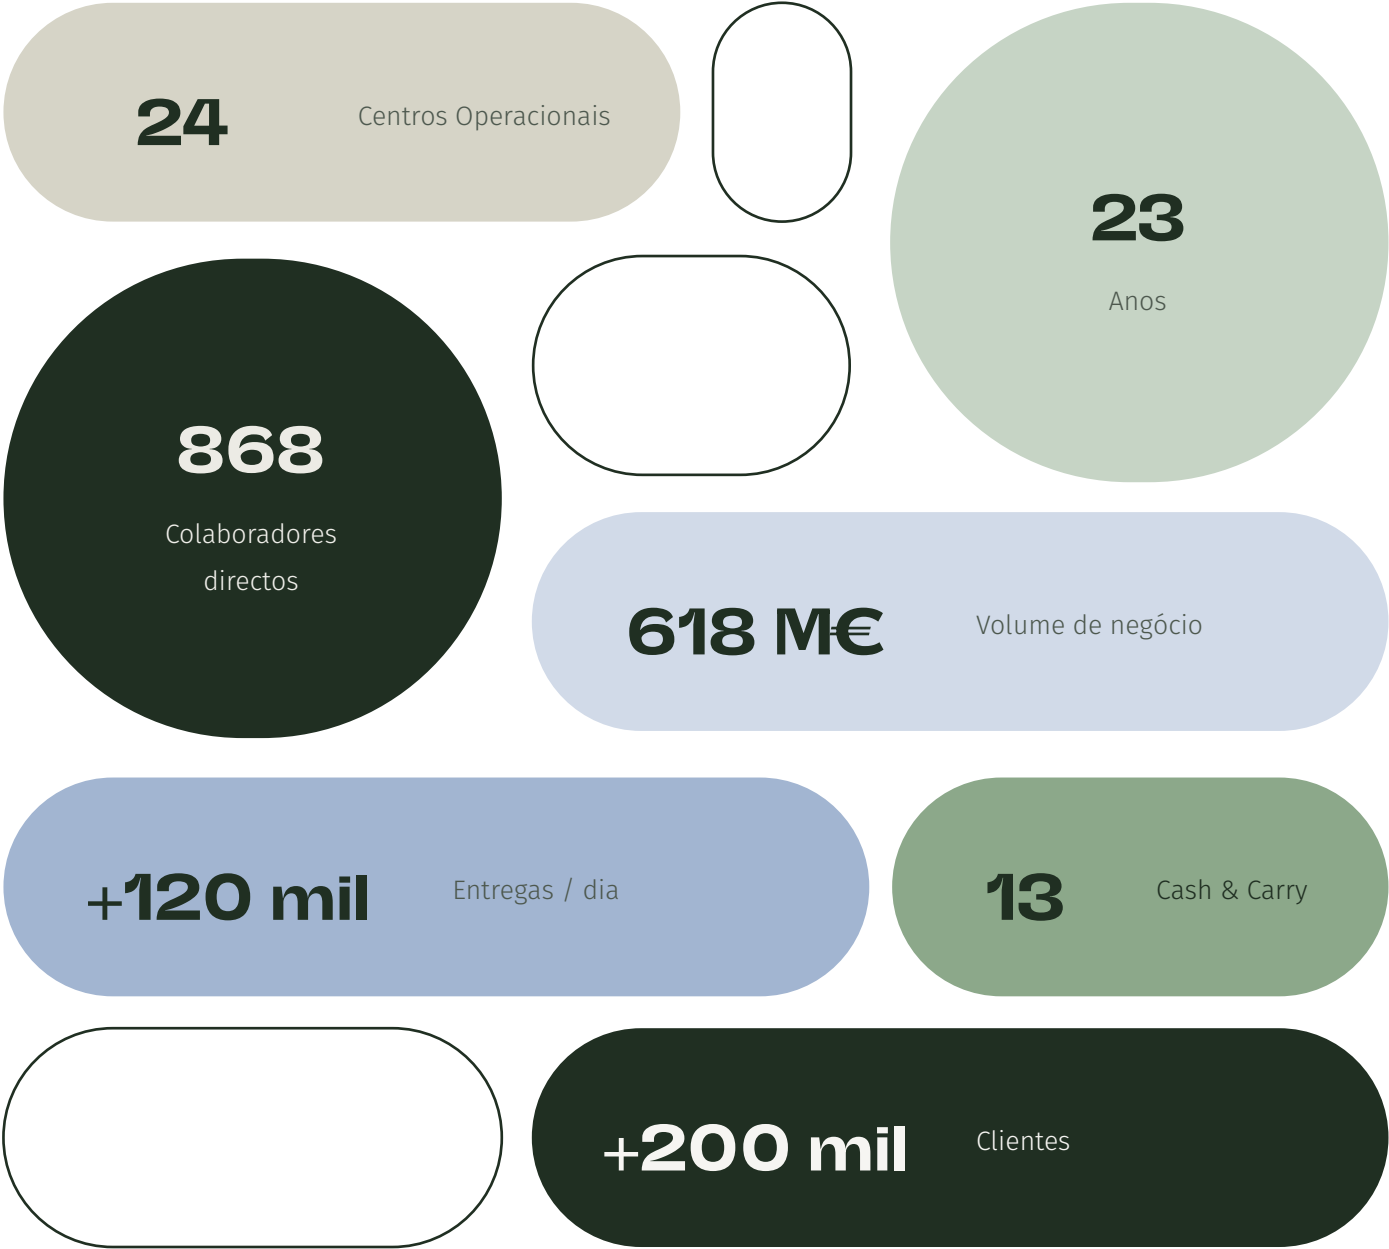 24
Centros Operacionais
23
Anos
868
Colaboradores
directos
618 M€
Volume de negócio
+120 mil
Entregas / dia
13
Cash & Carry
+200 mil
Clientes